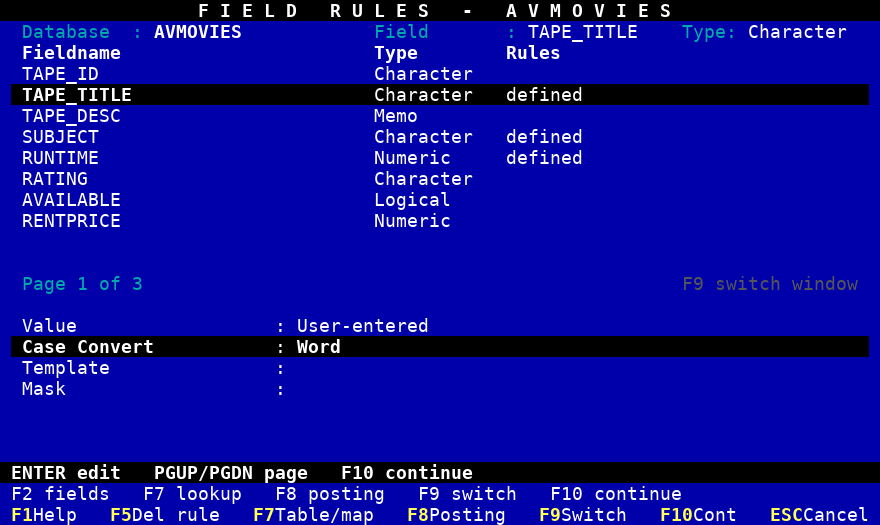 F I E L D   R U L E S   -   A V M O V I E S
Database  : AVMOVIES            Field       : TAPE_TITLE    Type: Character
Fieldname                       Type        Rules
TAPE_ID                         Character
TAPE_TITLE                      Character   defined
TAPE_DESC                       Memo
SUBJECT                         Character   defined
RUNTIME                         Numeric     defined
RATING                          Character
AVAILABLE                       Logical
RENTPRICE                       Numeric
Page 1 of 3                                                 F9 switch window
Value                  : User-entered
Case Convert           : Word
Template               :
Mask                   :
ENTER edit   PGUP/PGDN page   F10 continue
F2 fields   F7 lookup   F8 posting   F9 switch   F10 continue
F1Help   F5Del rule   F7Table/map   F8Posting   F9Switch   F10Cont   ESCCancel